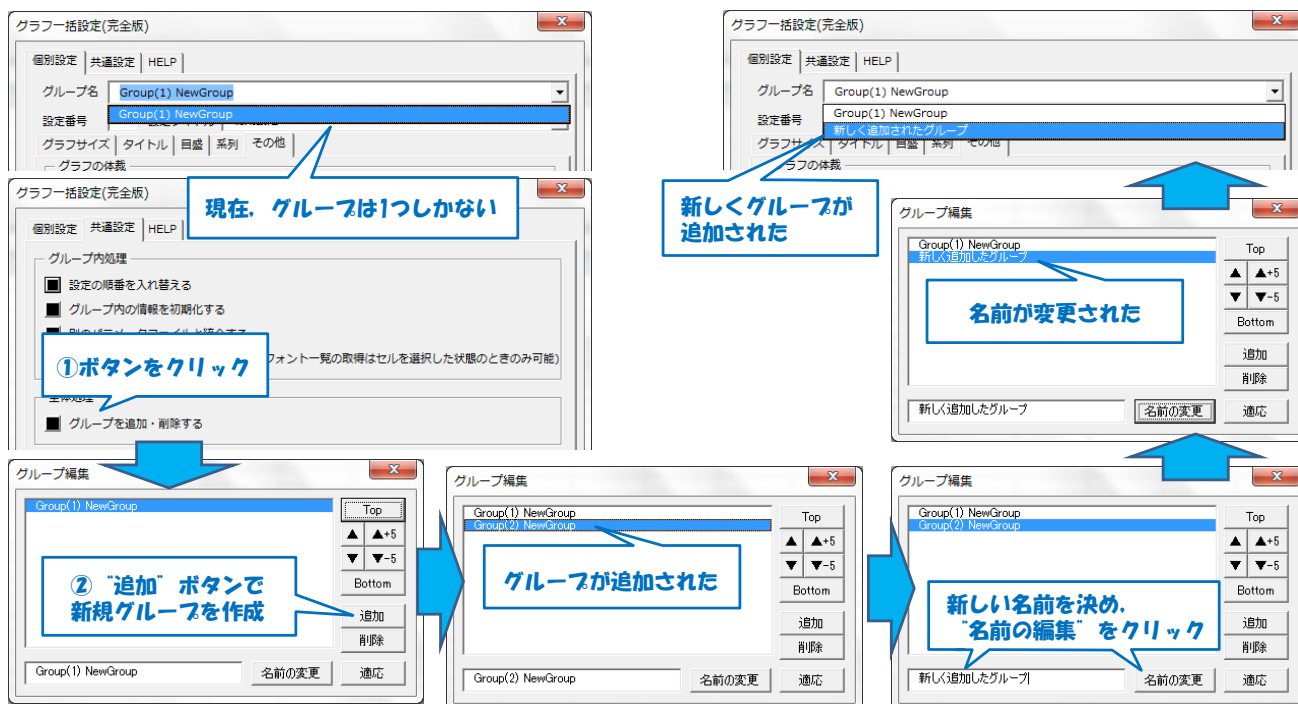 グラフ一括設定(完全版)
個別設定 共通設定 HELP
グループ名 Group(1) NewGroup
Group(1) NewGroup
設定番号
グラフサイズ タイトル 目盛 系列 その他
グラフの体裁
現在，グループは1つしかない
グラフ一括設定(完全版)
個別設定 共通設定 HELP
グループ内処理
設定の順番を入れ替える
グループ内の情報を初期化する
フォント一覧の取得はセルを選択した状態のときのみ可能)
①ボタンをクリック
全体処理
グループを追加・削除する
グループ編集
Group(1) NewGroup
Top
▲ ▲+5
▼ ▼-5
Bottom
追加
削除
②“追加”ボタンで
新規グループを作成
Group(1) NewGroup 名前の変更 適応
グループ編集
Group(1) NewGroup
Group(2) NewGroup
Top
▲ ▲+5
▼ ▼-5
Bottom
追加
削除
グループが追加された
Group(2) NewGroup 名前の変更 適応
グループ編集
Group(1) NewGroup
Group(2) NewGroup
Top
▲ ▲+5
▼ ▼-5
Bottom
追加
削除
新しい名前を決め，
“名前の編集”をクリック
新しく追加したグループ 名前の変更 適応
グループ編集
Group(1) NewGroup
新しく追加したグループ
Top
▲ ▲+5
▼ ▼-5
Bottom
追加
削除
名前が変更された
新しく追加したグループ 名前の変更 適応
グラフ一括設定(完全版)
個別設定 共通設定 HELP
グループ名 Group(1) NewGroup
Group(1) NewGroup
設定番号 新しく追加されたグループ
グラフサイズ タイトル 目盛 系列 その他
グラフの体裁
新しくグループが
追加された